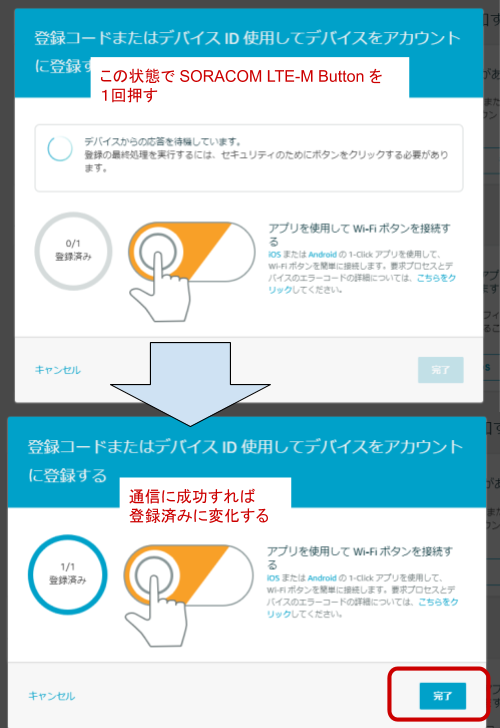 登録コードまたはデバイス ID 使用してデバイスをアカウント
に登録す
この状態で SORACOM LTE-M Button を
１回押す
デバイスからの応答を待機しています。
登録の最終処理を実行するには、セキュリティのためにボタンをクリックする必要があり
ます。
0/1
登録済み
アプリを使用して Wi-Fi ボタンを接続す
る
iOS または Android の 1-Click アプリを使用して、
Wi-Fi ボタンを簡単に接続します。要求プロセスとデ
バイスのエラーコードの詳細については、こちらをク
リックしてください。
キャンセル
完了
登録コードまたはデバイス ID 使用してデバイスをアカウント
に登録する
通信に成功すれば
登録済みに変化する
1/1
登録済み
アプリを使用して Wi-Fi ボタンを接続す
る
iOS または Android の 1-Click アプリを使用して、
Wi-Fi ボタンを簡単に接続します。要求プロセスとデ
バイスのエラーコードの詳細については、こちらをク
リックしてください。
キャンセル
完了